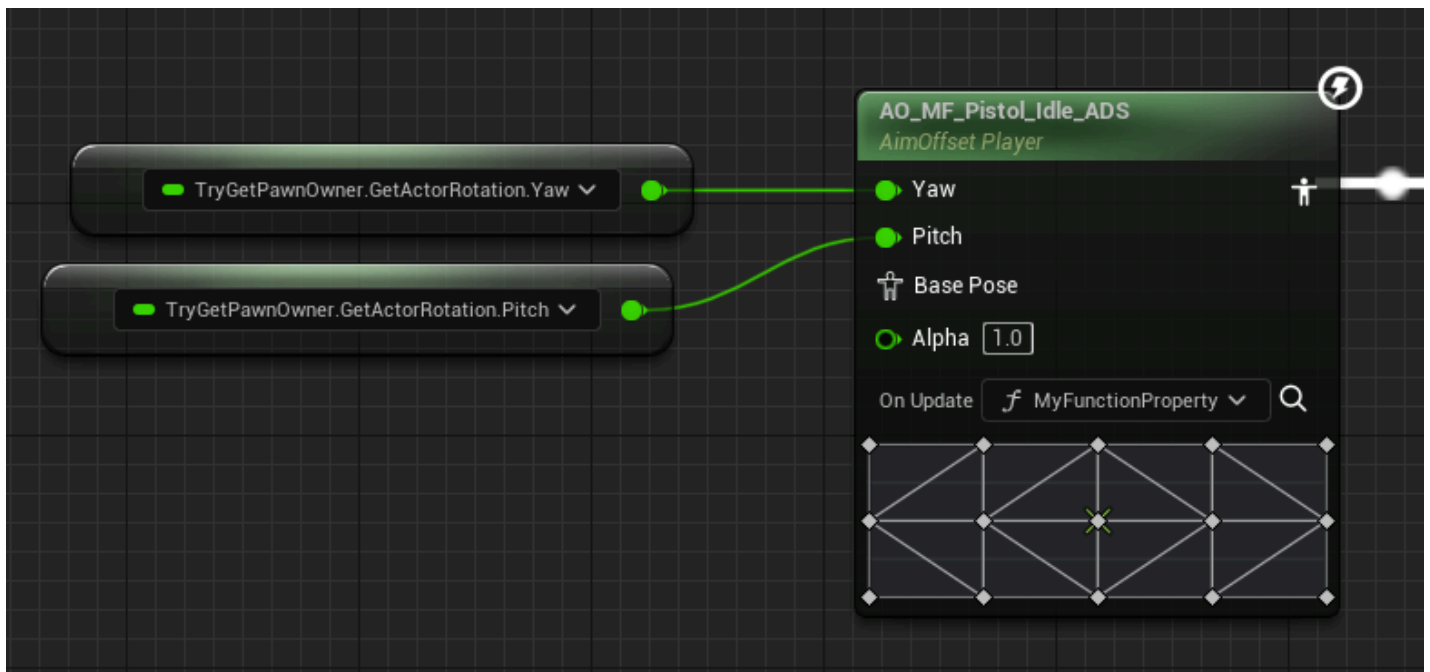 AO_MF_Pistol_Idle_ADS
AimOffset Player
TryGetPawnOwner.GetActorRotation.Yaw
Yaw
Pitch
TryGetPawnOwner.GetActorRotation.Pitch
Base Pose
Alpha 1.0
On Update f MyFunctionProperty